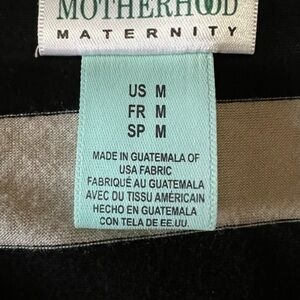 MOTHERHOOD
MATERNITY
US M
FR M
SP M
MADE IN GUATEMALA OF
USA FABRIC
FABRIQUÉ AU GUATEMALA
AVEC DU TISSU AMÉRICAIN
HECHO EN GUATEMALA
CON TELA DE EE.UU.